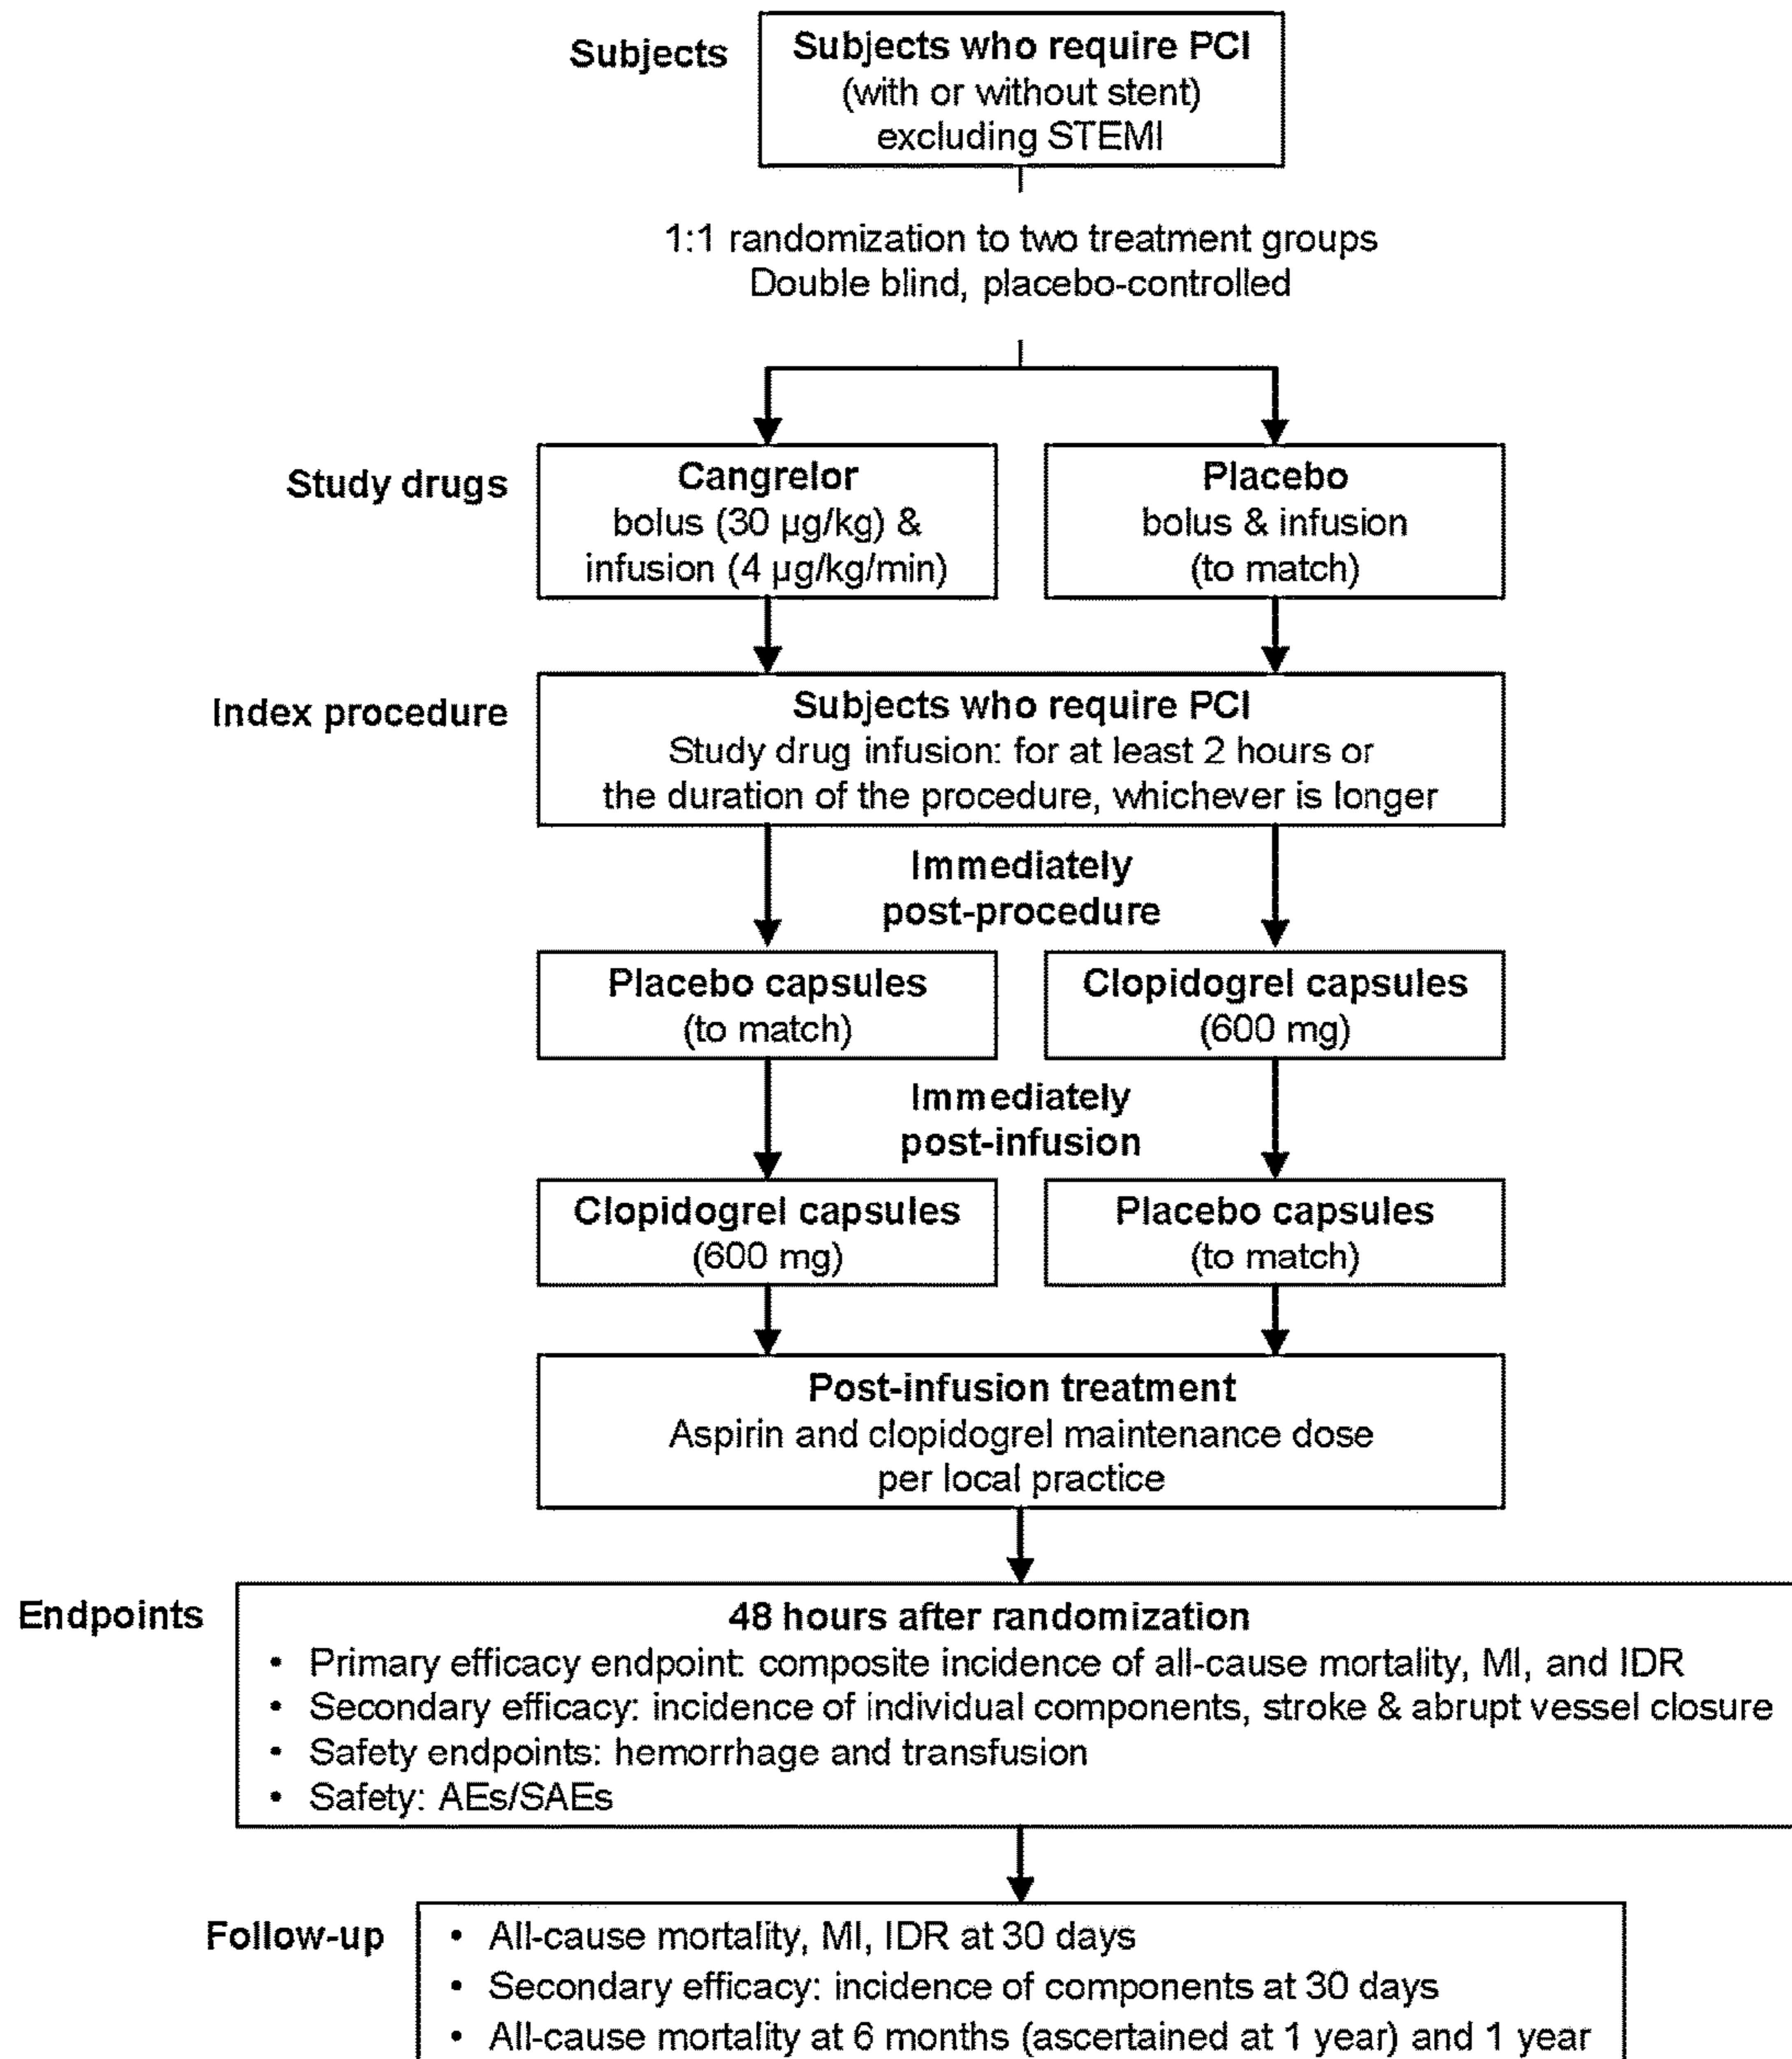 Subjects
Subjects who require PCI
(with or without stent)
excluding STEMI
1:1 randomization to two treatment groups
Double blind, placebo-controlled
Study drugs
Cangrelor
bolus (30 µg/kg) &
infusion (4 µg/kg/min)
Placebo
bolus & infusion
(to match)
Index procedure
Subjects who require PCI
Study drug infusion: for at least 2 hours or
the duration of the procedure, whichever is longer
Immediately
post-procedure
Placebo capsules
(to match)
Clopidogrel capsules
(600 mg)
Immediately
post-infusion
Clopidogrel capsules
(600 mg)
Placebo capsules
(to match)
Post-infusion treatment
Aspirin and clopidogrel maintenance dose
per local practice
Endpoints
48 hours after randomization
• Primary efficacy endpoint: composite incidence of all-cause mortality, MI, and IDR
• Secondary efficacy: incidence of individual components, stroke & abrupt vessel closure
• Safety endpoints: hemorrhage and transfusion
• Safety: AEs/SAEs
Follow-up
• All-cause mortality, MI, IDR at 30 days
• Secondary efficacy: incidence of components at 30 days
• All-cause mortality at 6 months (ascertained at 1 year) and 1 year